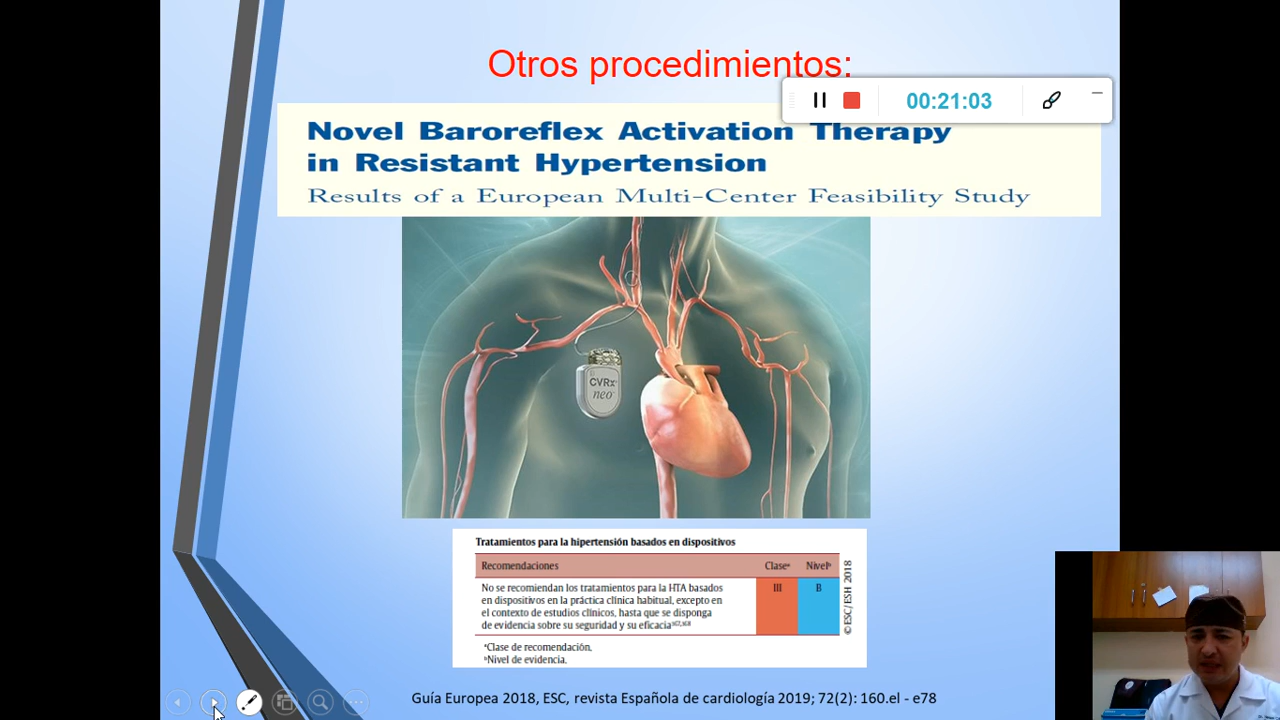 Otros procedimientos:
00:21:03
Novel Baroreflex Activation Therapy
in Resistant Hypertension
Results of a European Multi-Center Feasibility Study
CVRx
neo
Tratamientos para la hipertensión basados en dispositivos
Recomendaciones Claseᵃ Nivelᵇ
No se recomiendan los tratamientos para la HTA basados III B
en dispositivos en la práctica clínica habitual, excepto en
el contexto de estudios clínicos, hasta que se disponga
de evidencia sobre su seguridad y su eficacia
©ESC/ESH 2018
ᵃClase de recomendación.
ᵇNivel de evidencia.
Guía Europea 2018, ESC, revista Española de cardiología 2019; 72(2): 160.el - e78